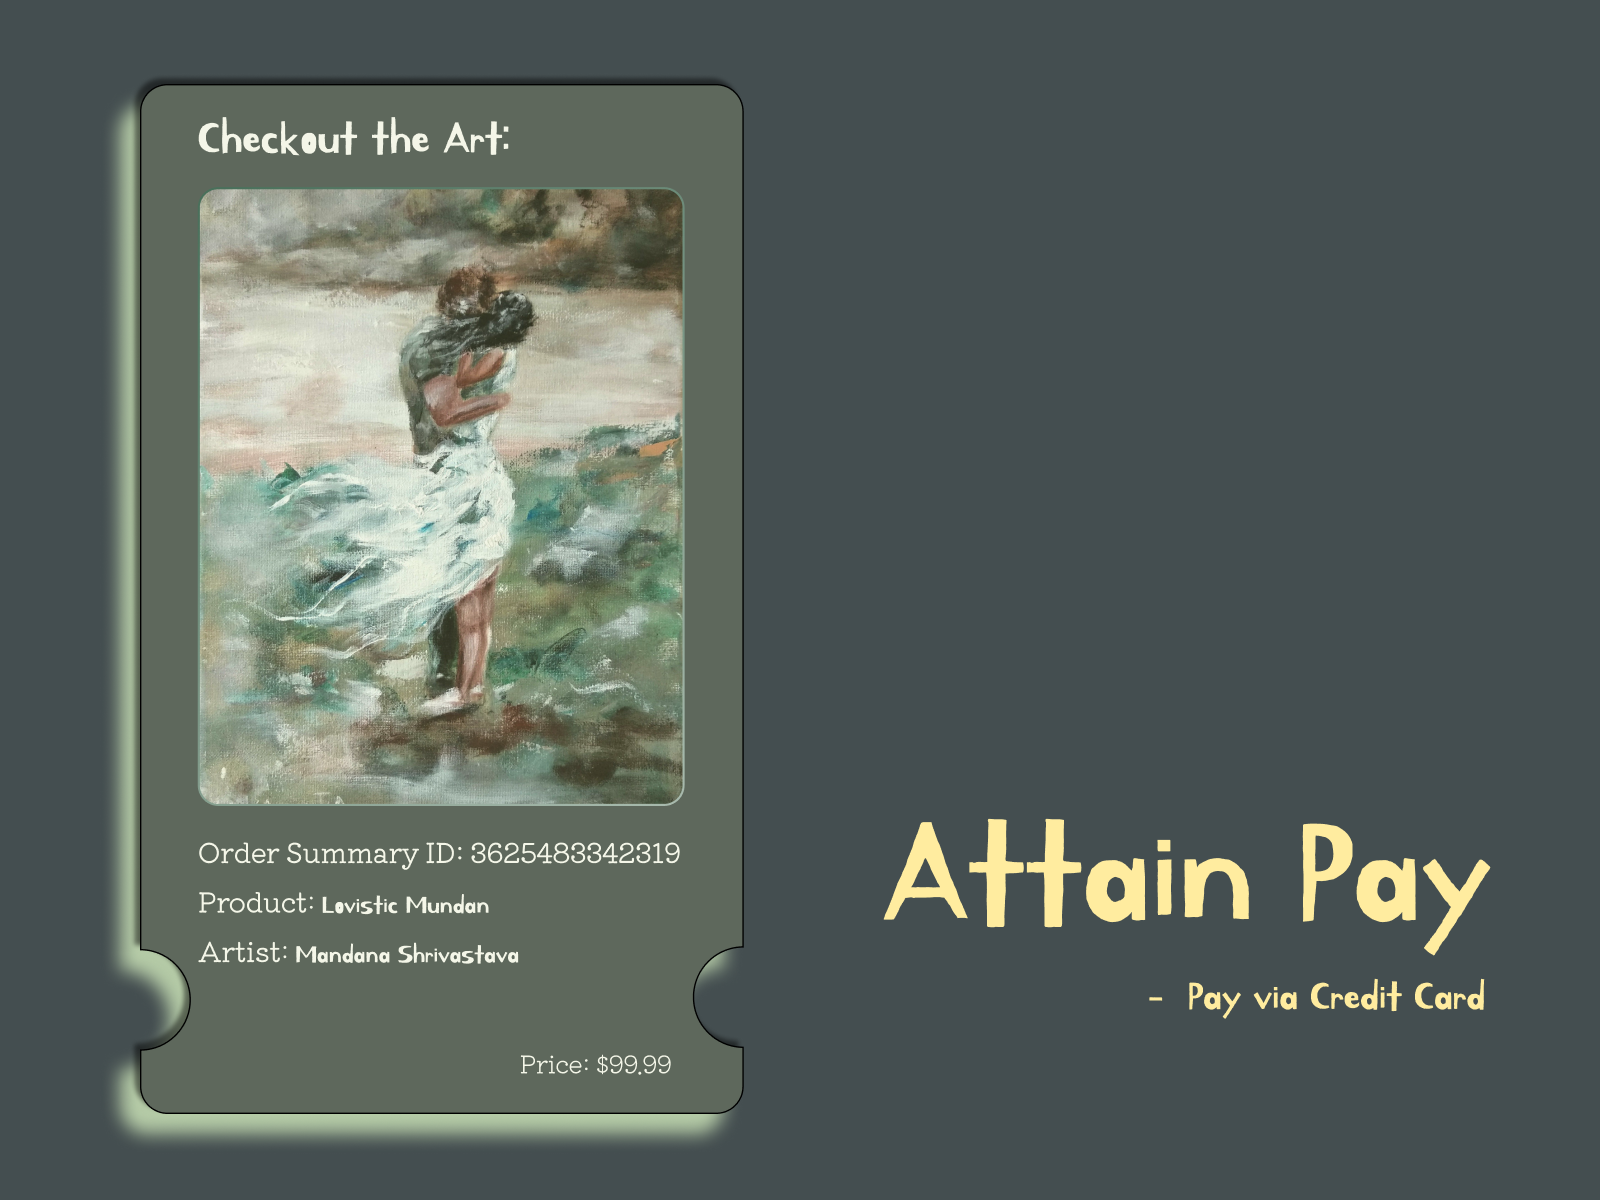 Checkout the Art:
Order Summary ID: 3625483342319
Product: Lovistic Mundan
Artist: Mandana Shrivastava
Price: $99.99
Attain Pay
- Pay via Credit Card